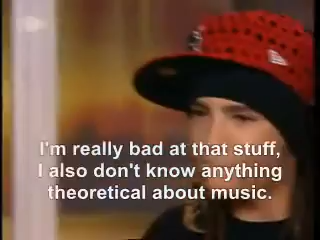 I'm really bad at that stuff,
I also don't know anything
theoretical about music.